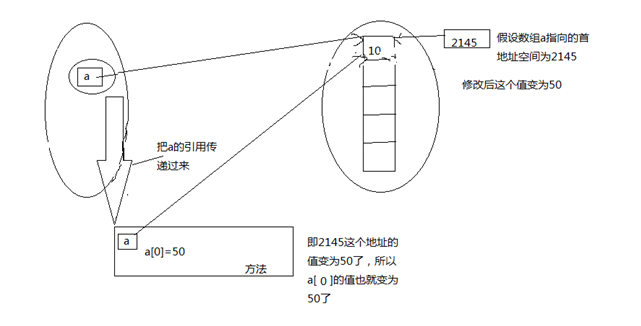 2145
假设数组a指向的首
地址空间为2145
10
a
修改后这个值变为50
把a的引用传
递过来
a
a[0]=50
方法
即2145这个地址的
值变为50了，所以
a[ 0 ]的值也就变为
50了